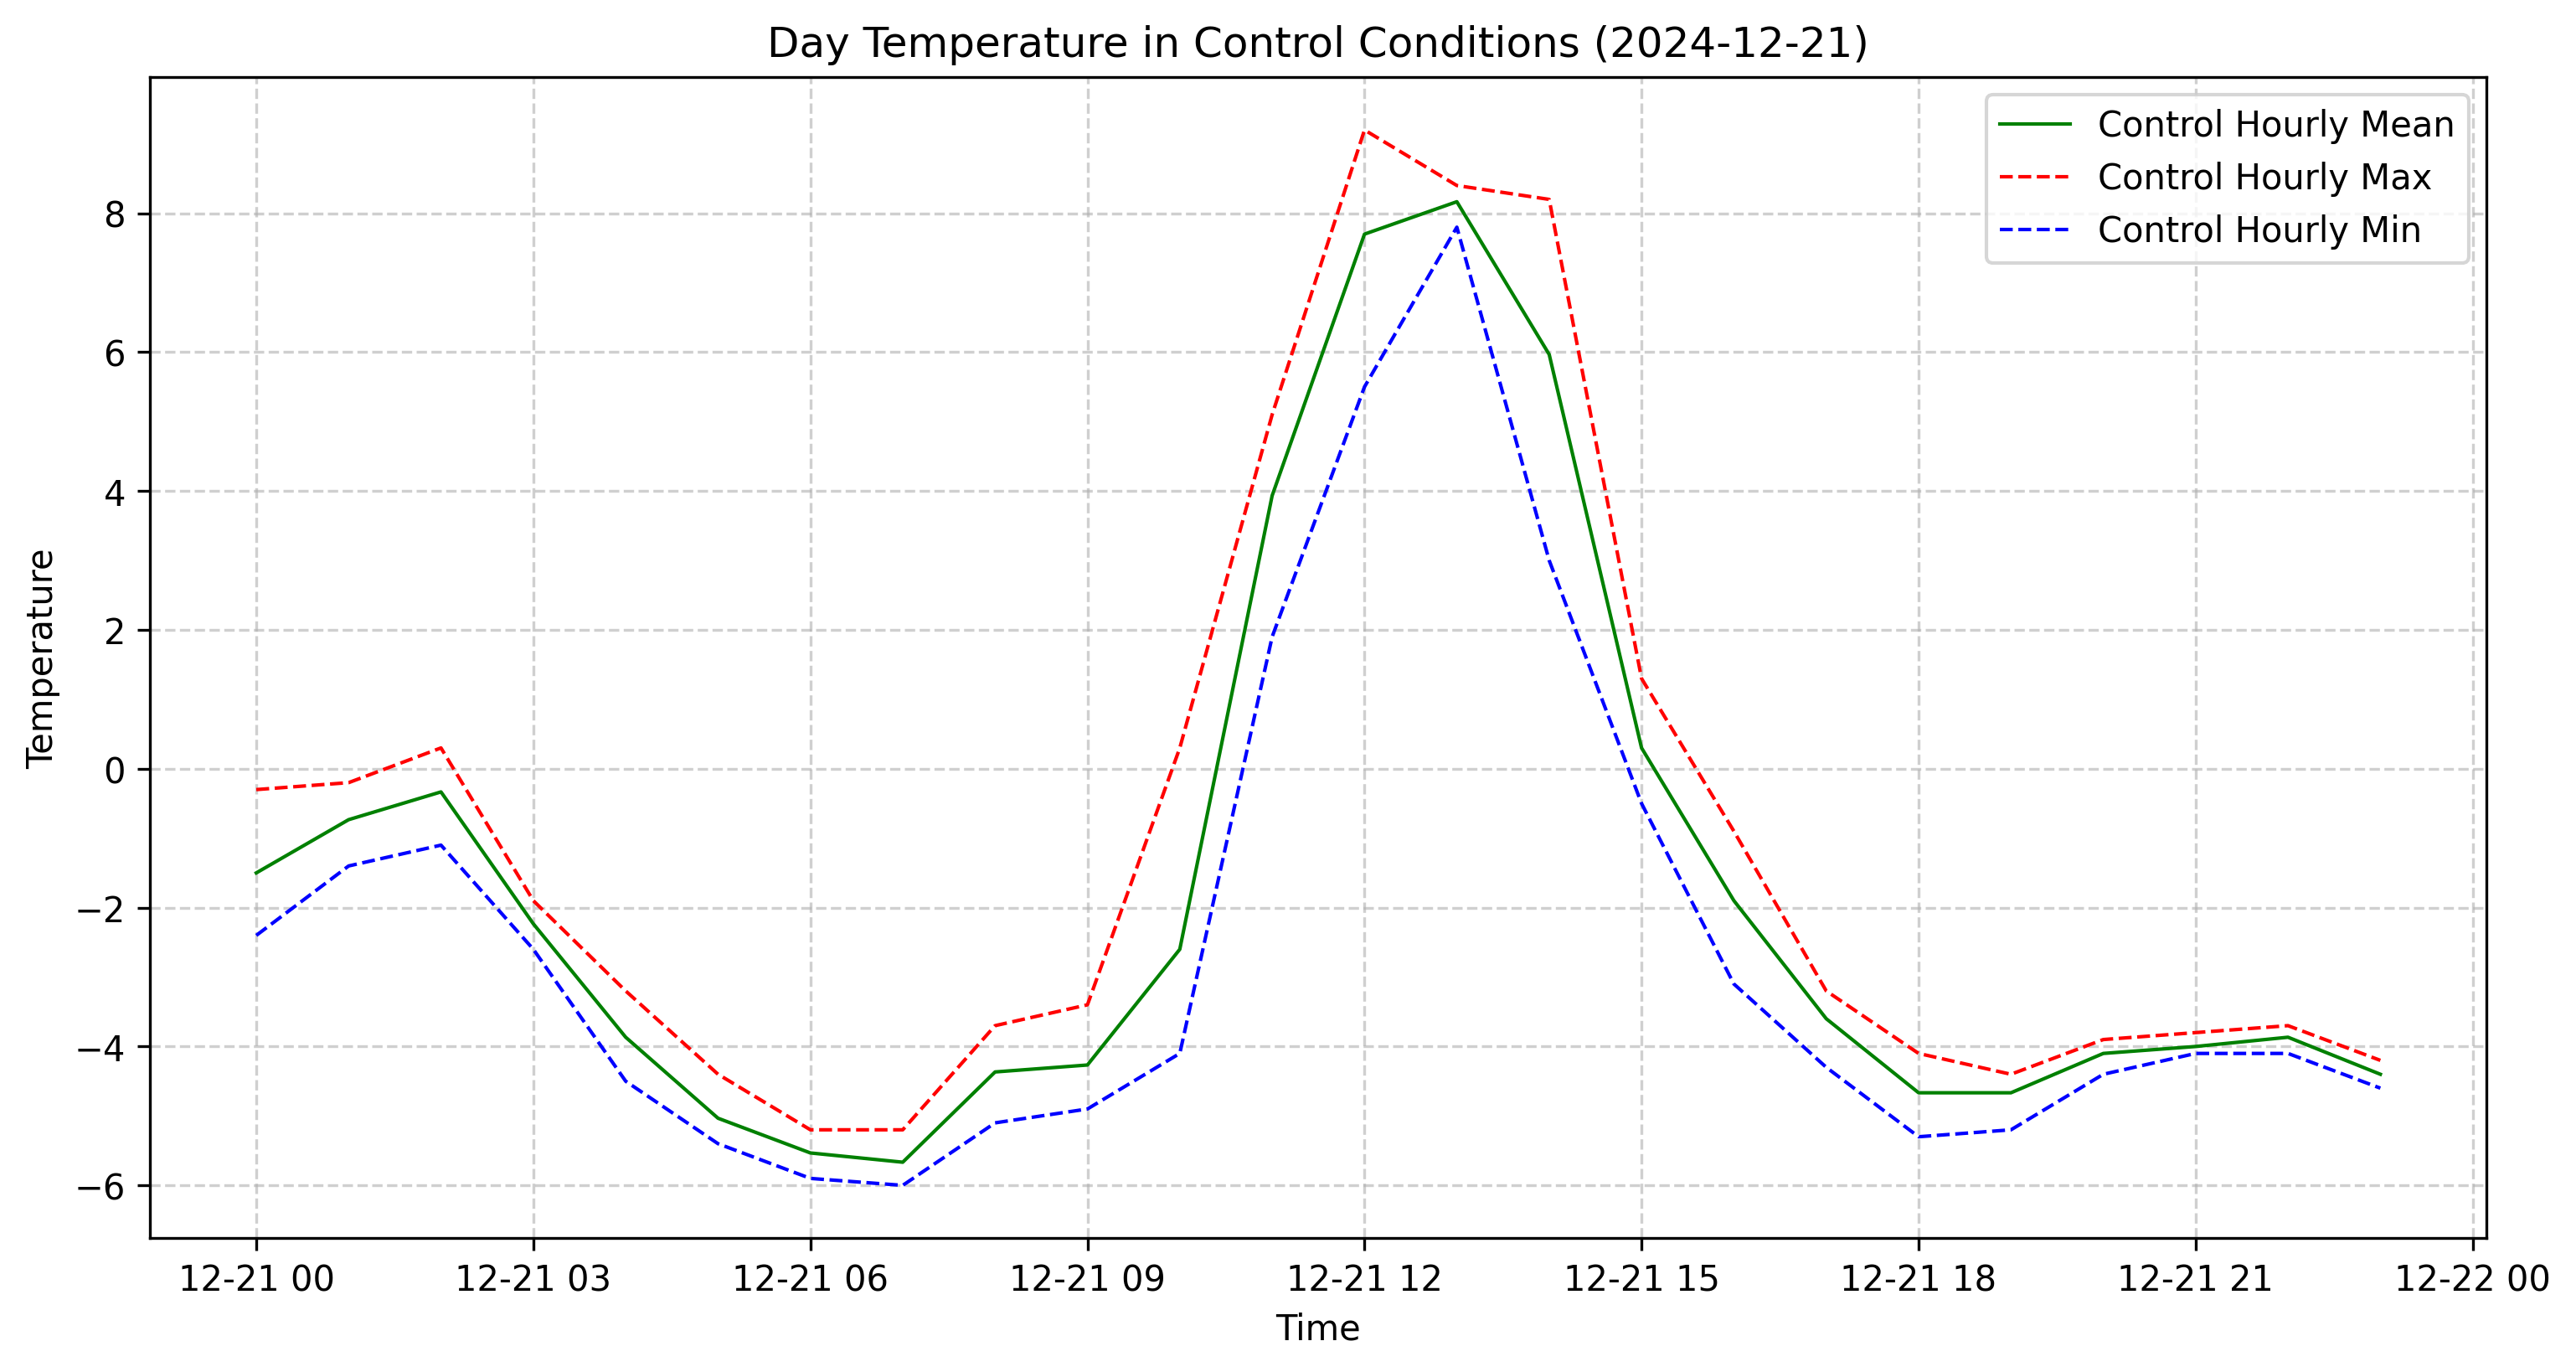 Day Temperature in Control Conditions (2024-12-21)
Control Hourly Mean
Control Hourly Max
Control Hourly Min
Temperature
8
6
4
2
0
−2
−4
−6
12-21 00 12-21 03 12-21 06 12-21 09 12-21 12 12-21 15 12-21 18 12-21 21 12-22 00
Time